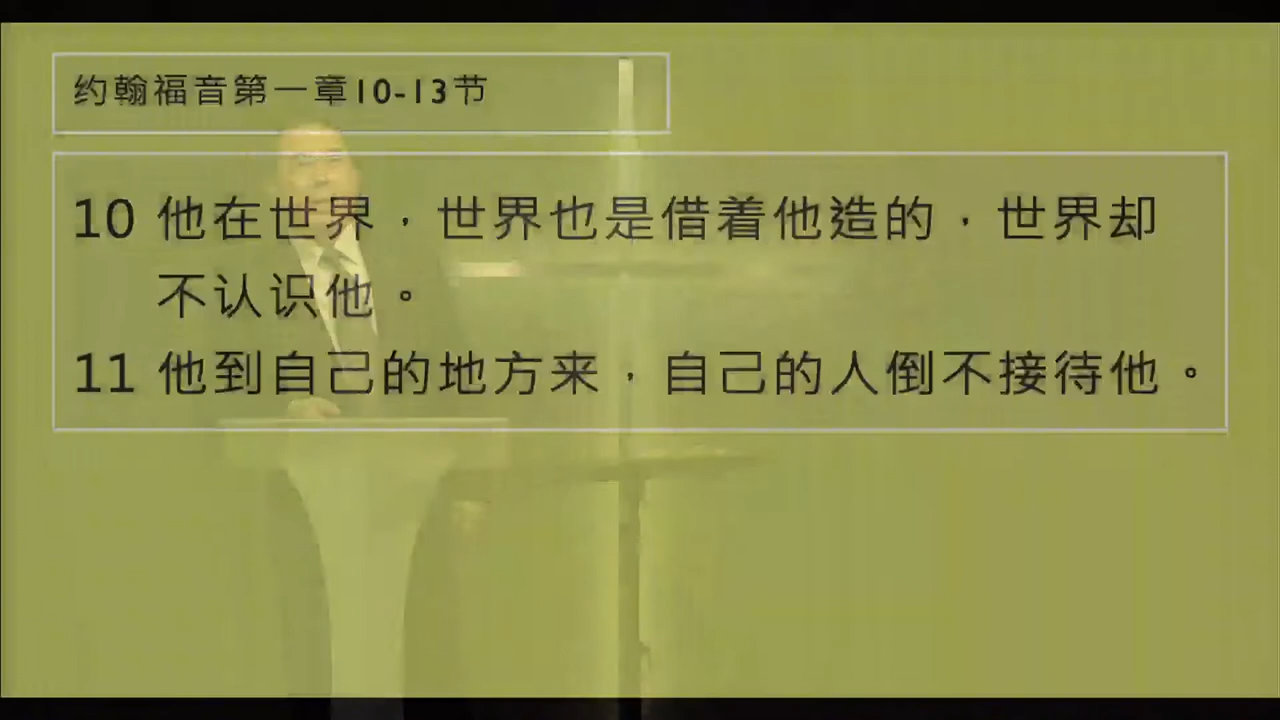 约翰福音第一章10-13节
10 他在世界，世界也是借着他造的，世界却
不认识他。
11 他到自己的地方来，自己的人倒不接待他。